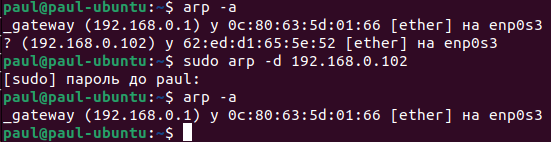 paul@paul-ubuntu:~$ arp -a
_gateway (192.168.0.1) у 0c:80:63:5d:01:66 [ether] на enp0s3
? (192.168.0.102) у 62:ed:d1:65:5e:52 [ether] на enp0s3
paul@paul-ubuntu:~$ sudo arp -d 192.168.0.102
[sudo] пароль до paul:
paul@paul-ubuntu:~$ arp -a
_gateway (192.168.0.1) у 0c:80:63:5d:01:66 [ether] на enp0s3
paul@paul-ubuntu:~$